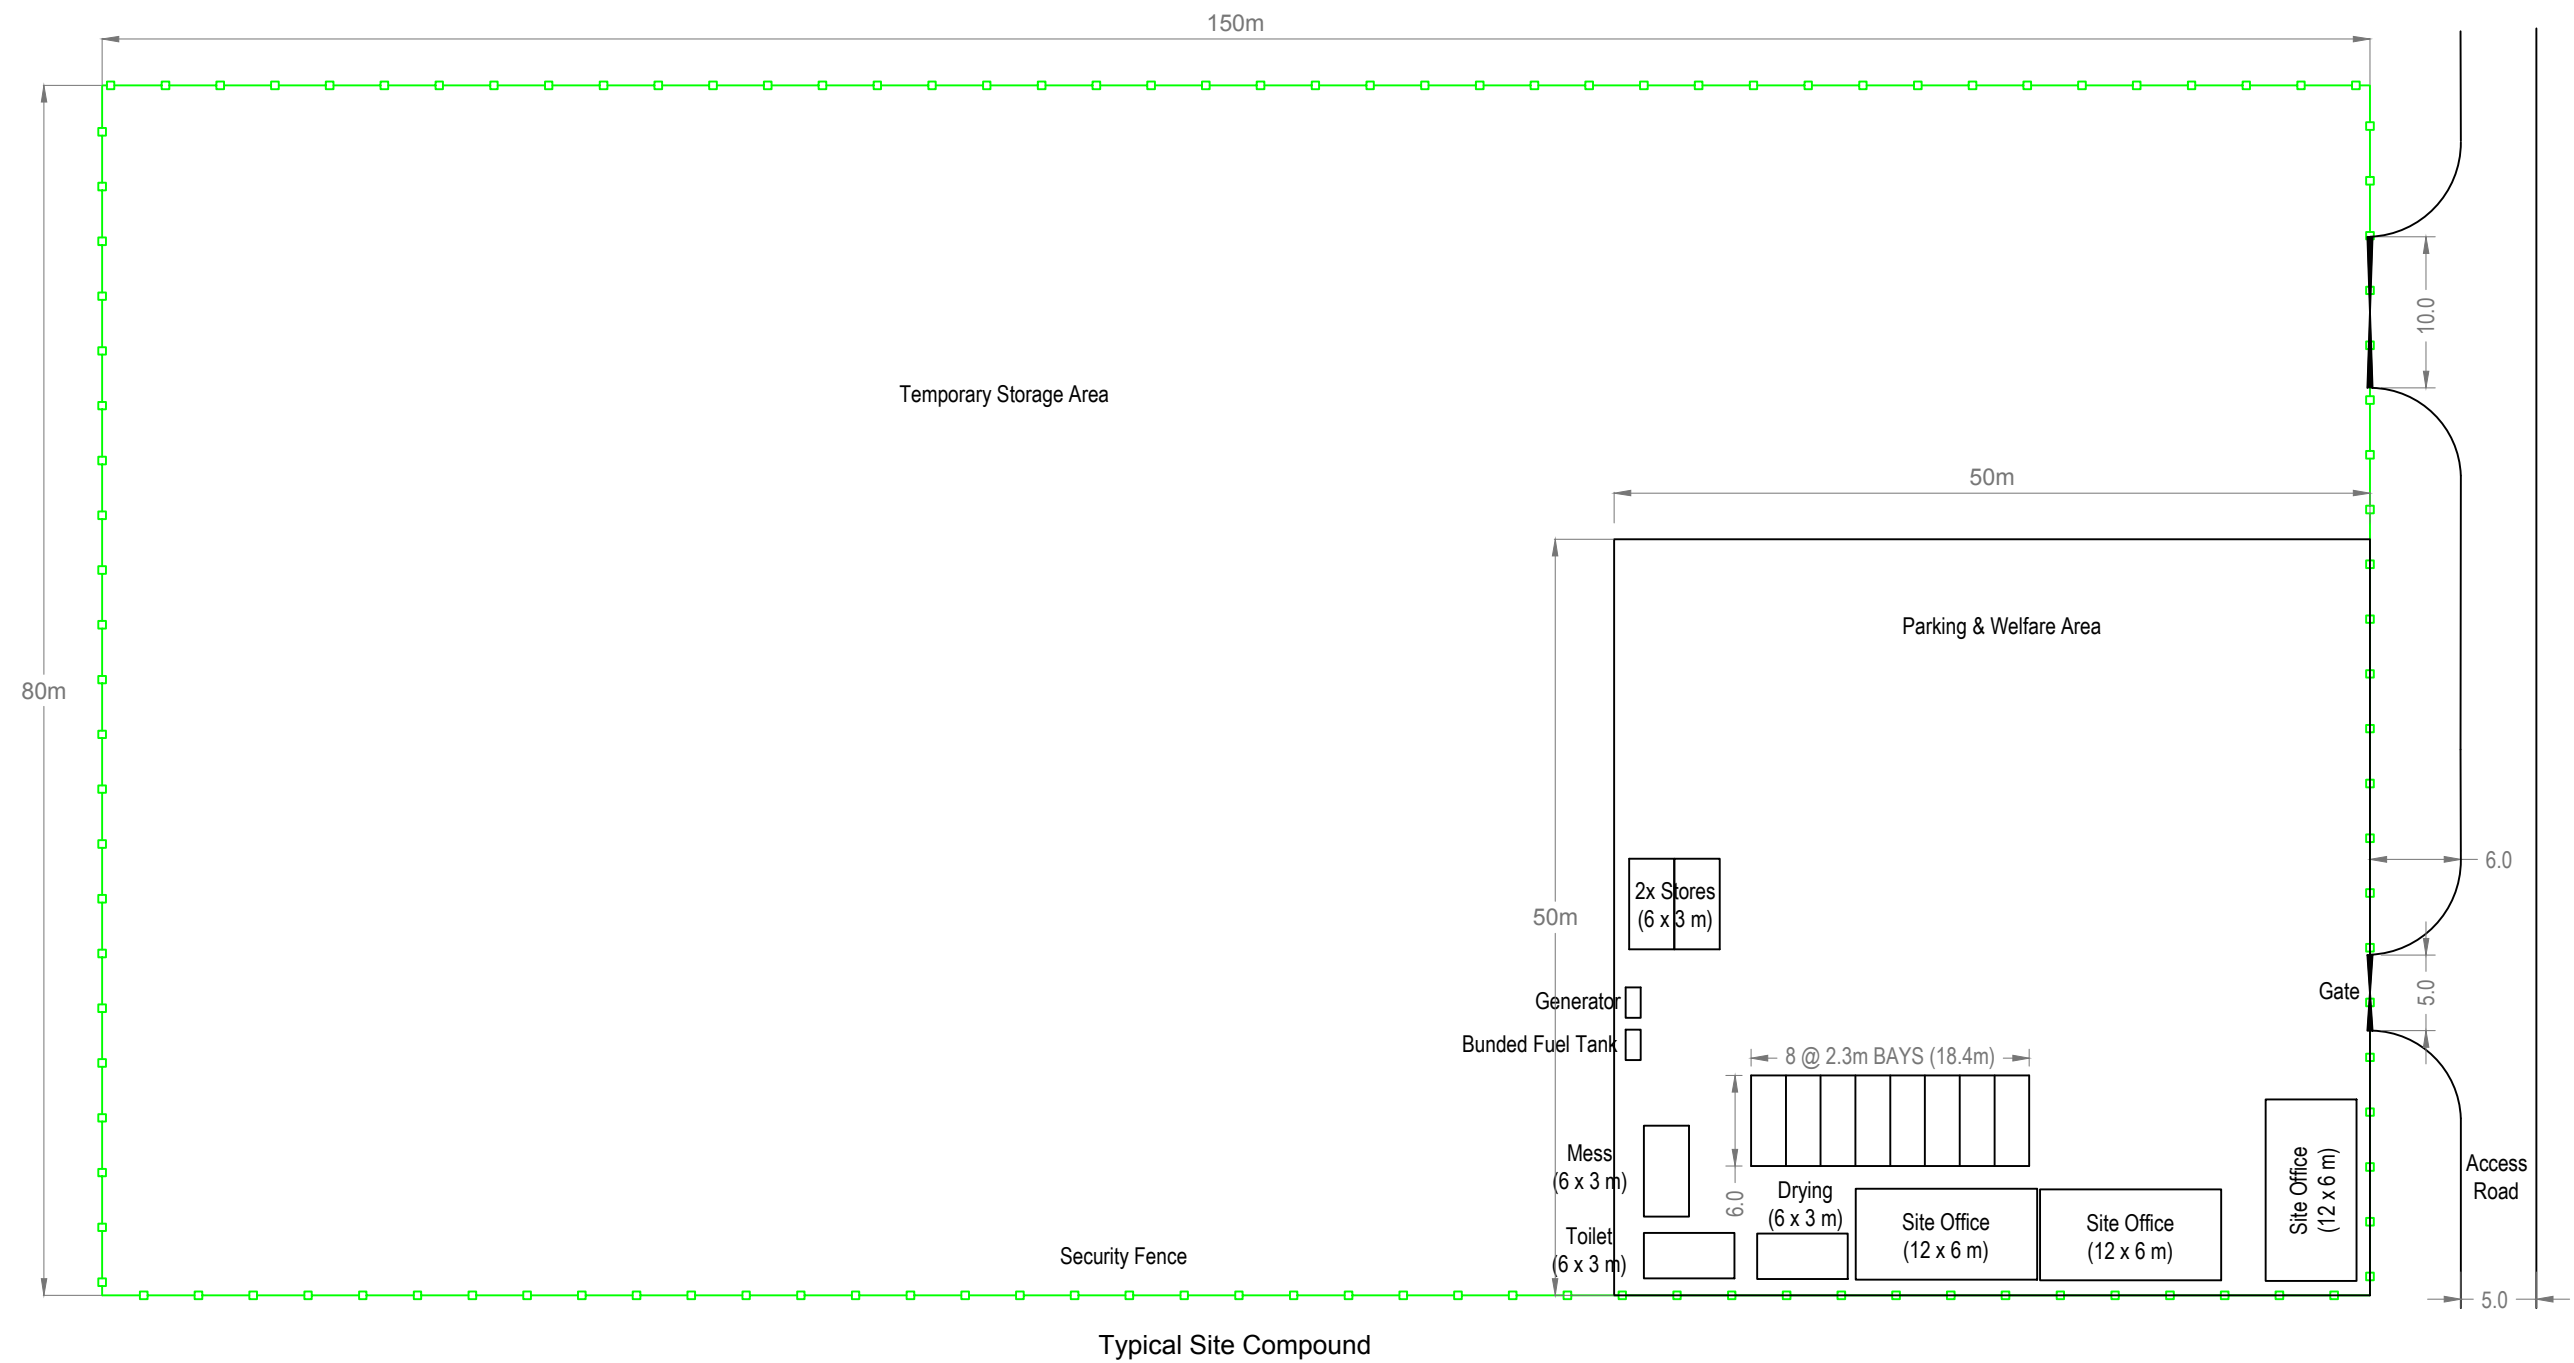 150m
Temporary Storage Area
10.0
50m
Parking & Welfare Area
80m
6.0
2x Stores
(6 x 3 m)
50m
Gate
5.0
Generator
Bunded Fuel Tank
8 @ 2.3m BAYS (18.4m)
Mess
(6 x 3 m)
6.0
Drying
(6 x 3 m)
Site Office
(12 x 6 m)
Site Office
(12 x 6 m)
Site Office
(12 x 6 m)
Access
Road
Toilet
(6 x 3 m)
Security Fence
5.0
Typical Site Compound